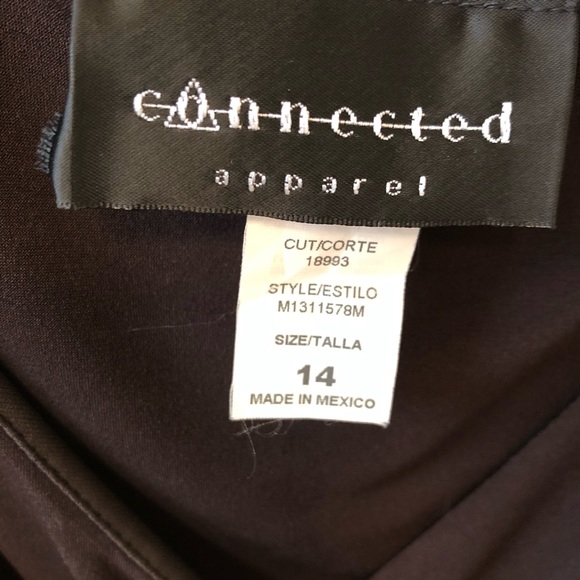 connected
apparel
CUT/CORTE
18993
STYLE/ESTILO
M1311578M
SIZE/TALLA
14
MADE IN MEXICO